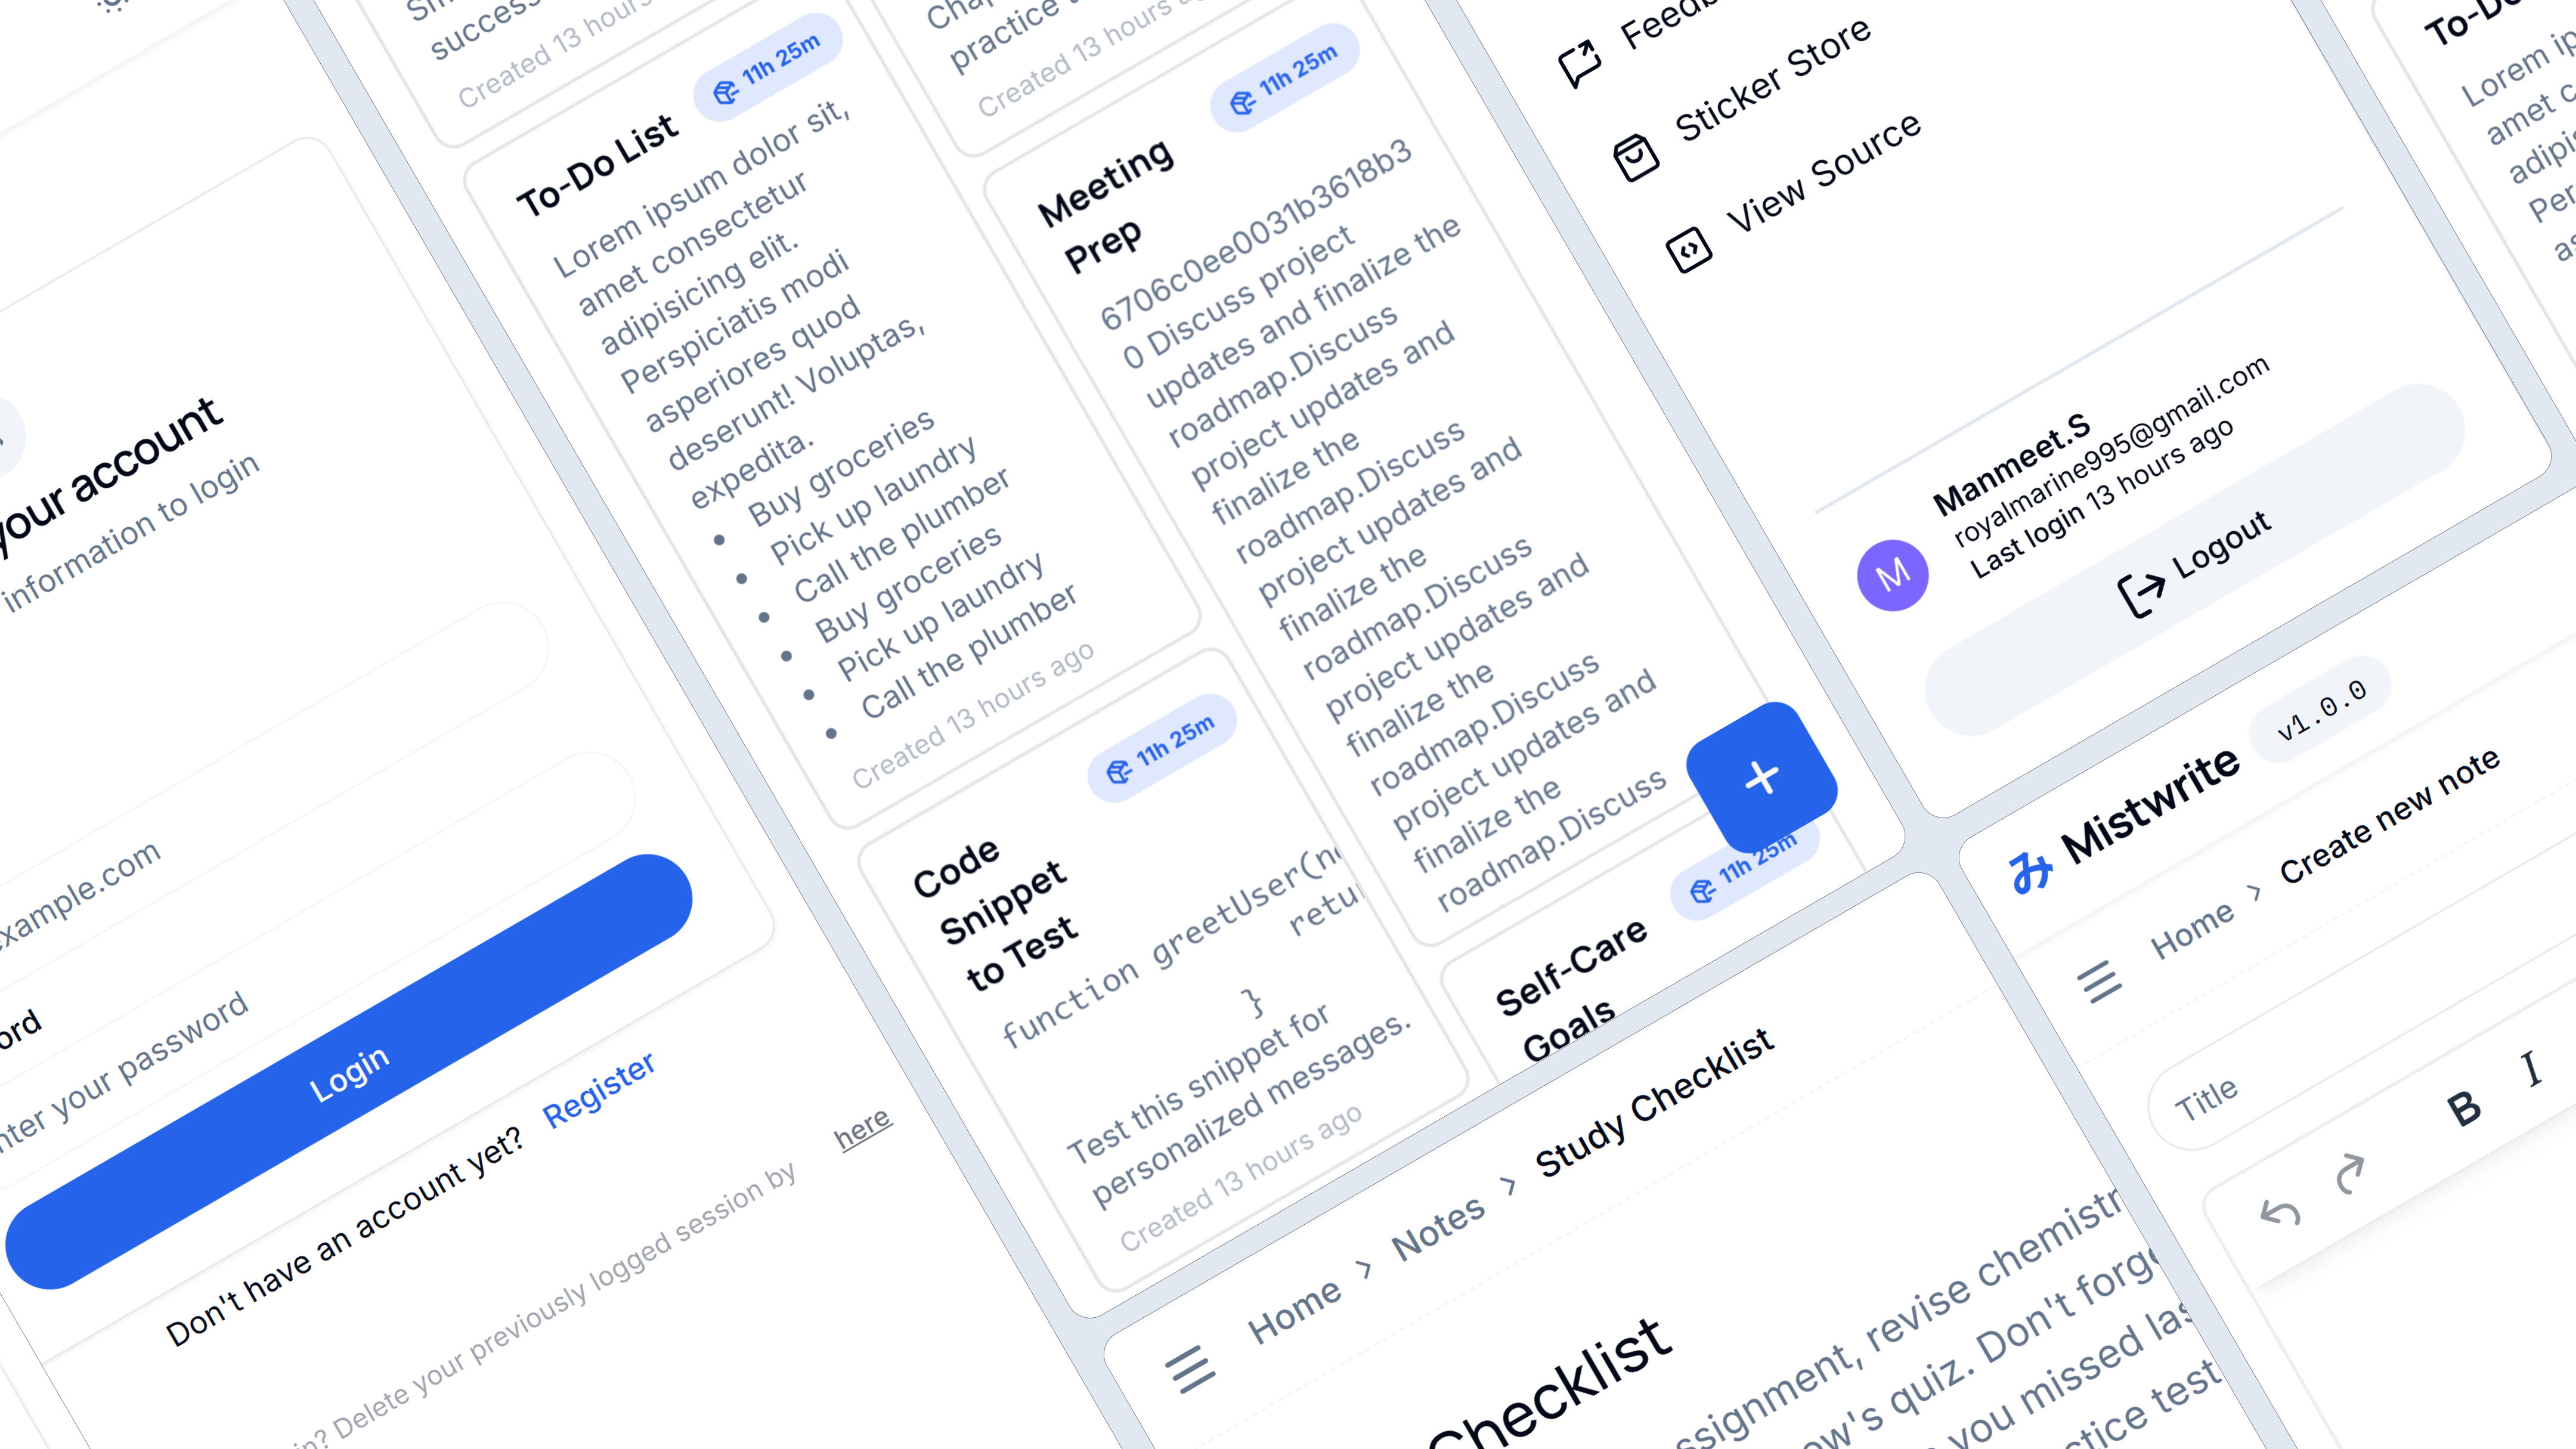 your account
information to login
example.com
nter your password
Login
Don't have an account yet? Register
Delete your previously logged session by here
success
Created 13 hours
To-Do List
11h 25m
Lorem ipsum dolor sit,
amet consectetur
adipisicing elit.
Perspiciatis modi
asperiores quod
deserunt! Voluptas,
expedita.
• Buy groceries
• Pick up laundry
• Call the plumber
• Buy groceries
• Pick up laundry
• Call the plumber
Created 13 hours ago
Code
Snippet
to Test
11h 25m
function greetUser(n
retu
}
Test this snippet for
personalized messages.
Created 13 hours ago
practice
Created 13 hours
Meeting
Prep
11h 25m
6706c0ee0031b3618b3
0 Discuss project
updates and finalize the
roadmap.Discuss
project updates and
finalize the
roadmap.Discuss
project updates and
finalize the
roadmap.Discuss
project updates and
finalize the
roadmap.Discuss
project updates and
finalize the
roadmap.Discuss
Self-Care
Goals
11h 25m
Home > Notes > Study Checklist
Checklist
ssignment, revise chemistr
ow's quiz. Don't forge
you missed las
ctice test
Feedb
Sticker Store
View Source
M
Manmeet.S
royalmarine995@gmail.com
Last login 13 hours ago
Logout
み Mistwrite v1.0.0
Home > Create new note
Title
B I
To-Do
Lorem ip
amet c
adipis
Per
as